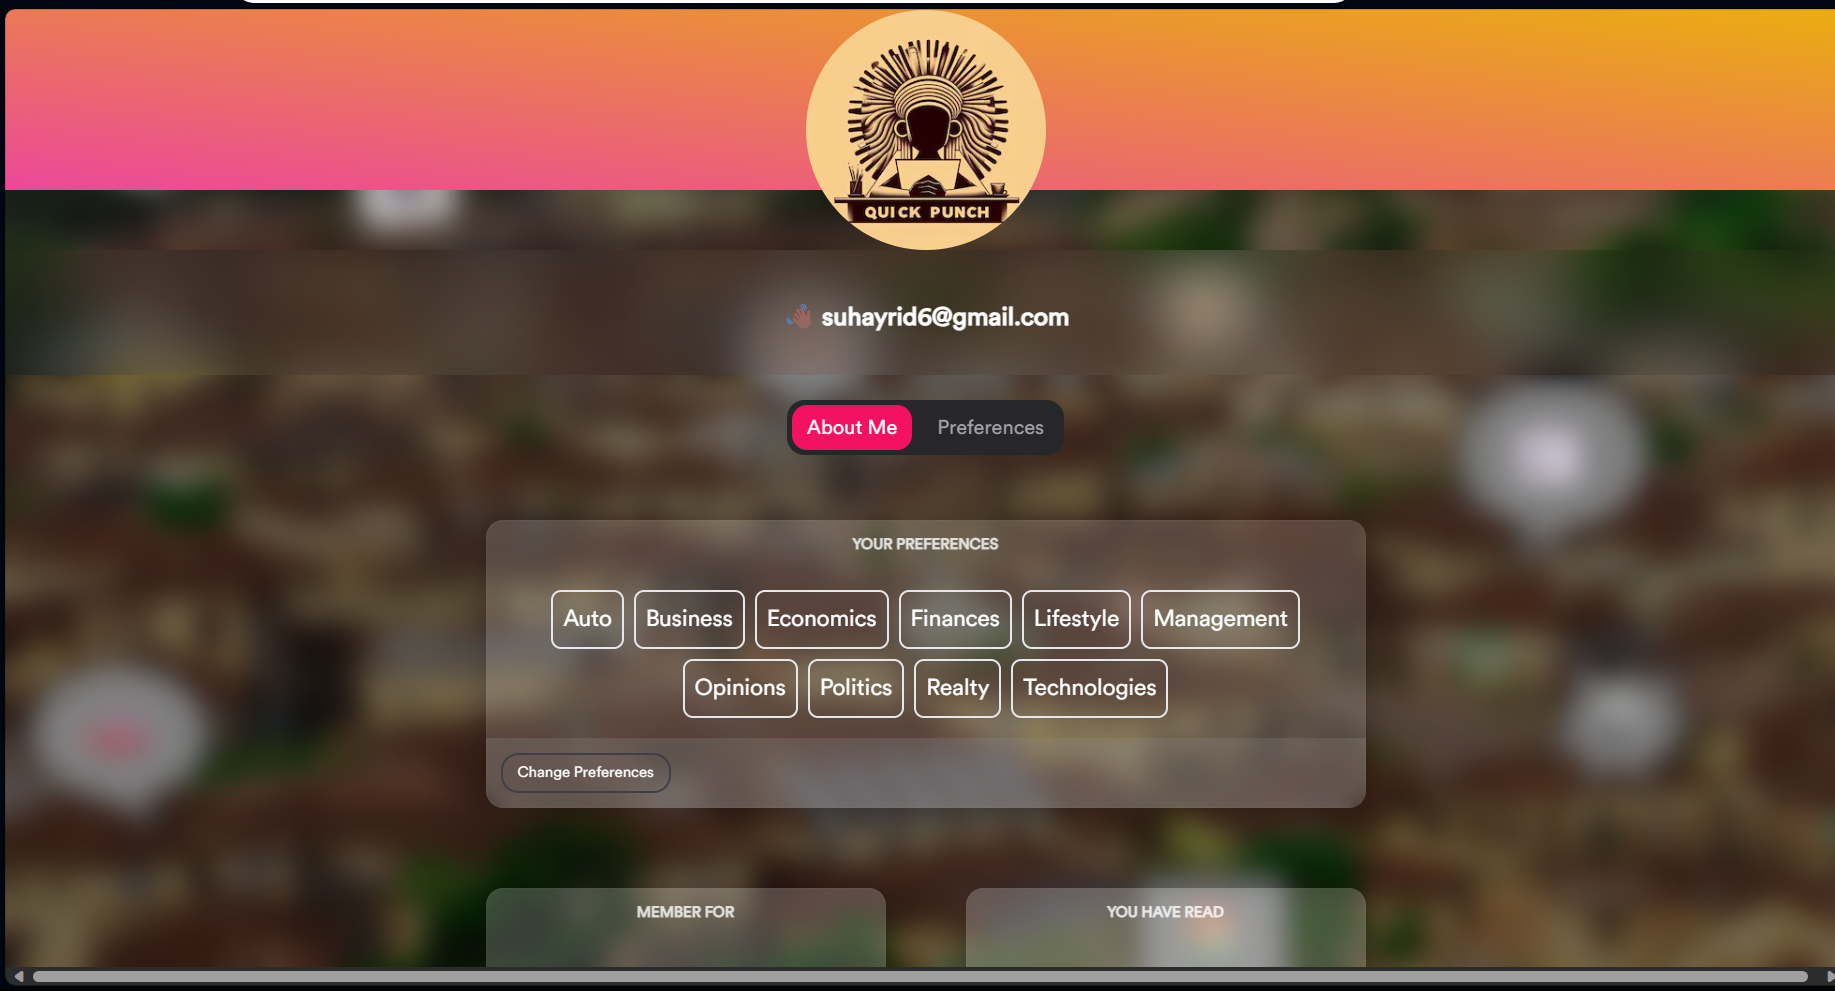 QUICK PUNCH
suhayrid6@gmail.com
About Me
Preferences
YOUR PREFERENCES
Auto
Business
Economics
Finances
Lifestyle
Management
Opinions
Politics
Realty
Technologies
Change Preferences
MEMBER FOR
YOU HAVE READ